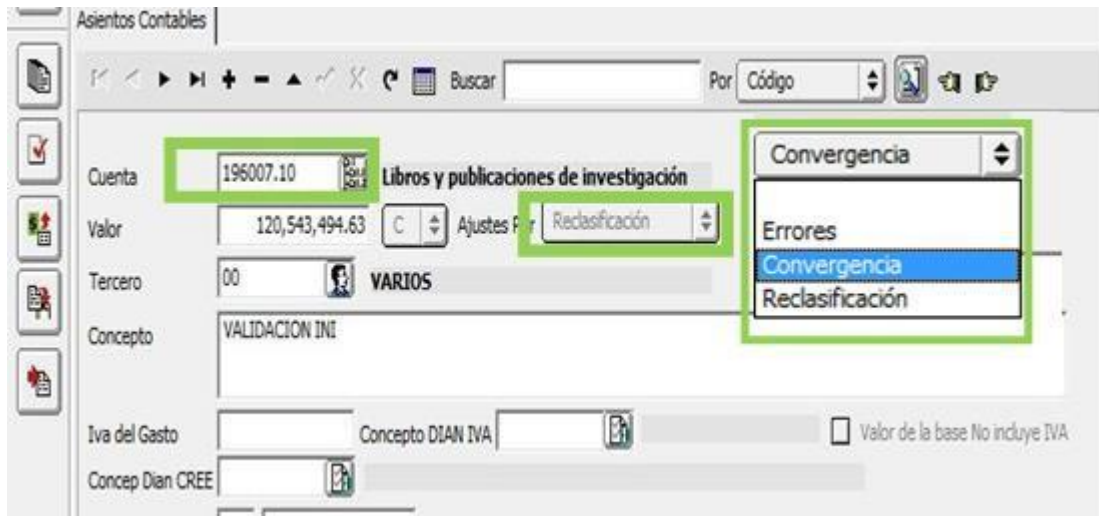 Asientos Contables
Buscar Por Código
Convergencia
Cuenta 196007.10 Libros y publicaciones de investigación
Valor 120,543,494.63 C Ajustes Reclasificación
Errores
Convergencia
Tercero 00 VARIOS
Reclasificación
Concepto VALIDACION INI
Iva del Gasto Concepto DIAN IVA Valor de la base No incluye IVA
Concep Dian CREE